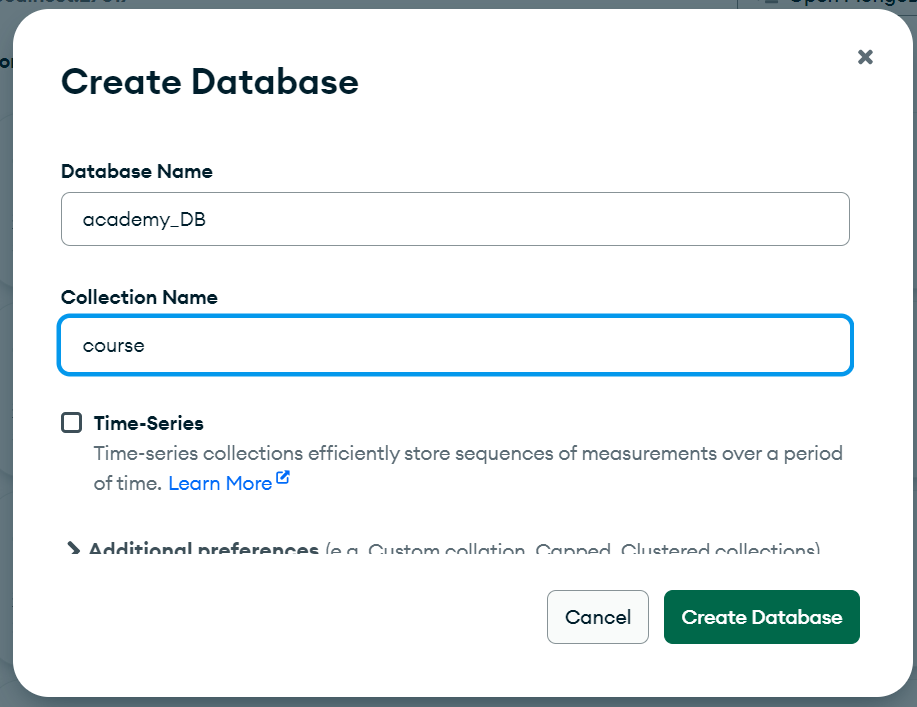 Create Database
Database Name
academy_DB
Collection Name
course
Time-Series
Time-series collections efficiently store sequences of measurements over a period
of time. Learn More
Additional preferences (e.g. Custom collation, Capped, Clustered collections)
Cancel
Create Database